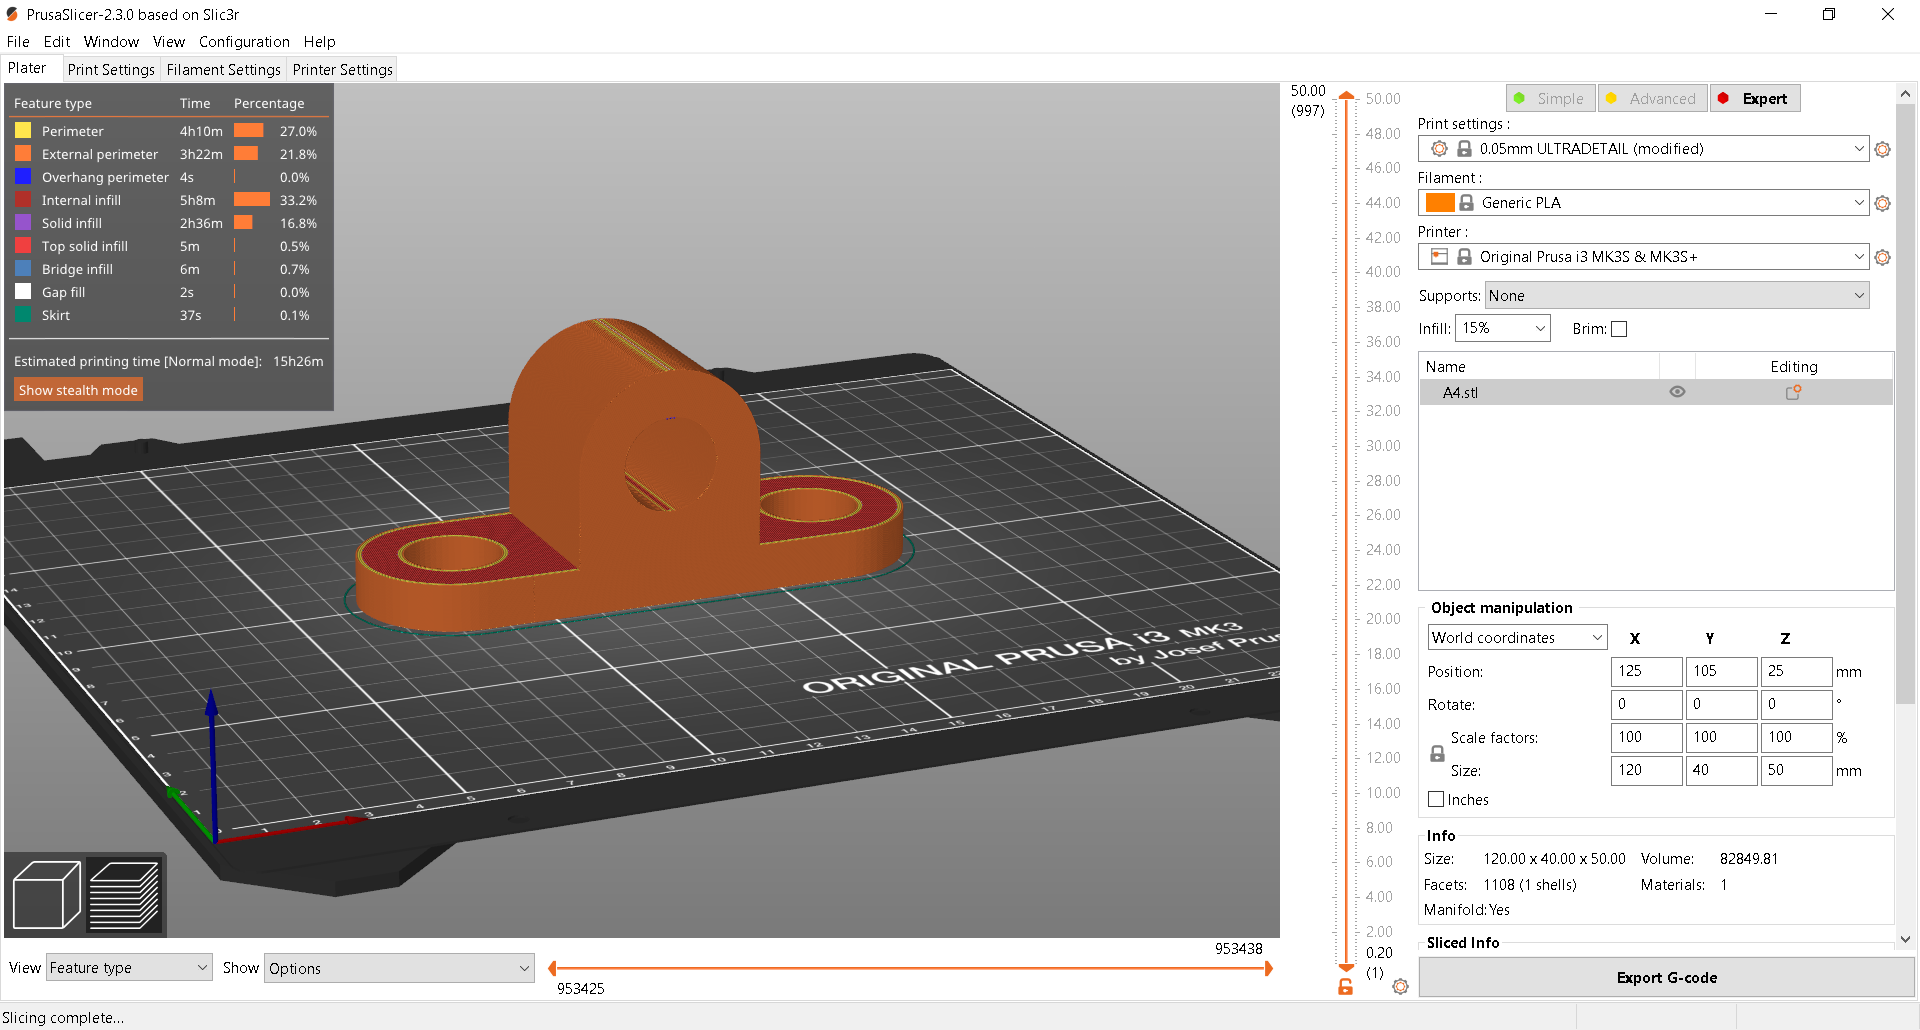 PrusaSlicer-2.3.0 based on Slic3r
File Edit Window View Configuration Help
Plater Print Settings Filament Settings Printer Settings
Feature type Time Percentage
Perimeter 4h10m 27.0%
External perimeter 3h22m 21.8%
Overhang perimeter 4s 0.0%
Internal infill 5h8m 33.2%
Solid infill 2h36m 16.8%
Top solid infill 5m 0.5%
Bridge infill 6m 0.7%
Gap fill 2s 0.0%
Skirt 37s 0.1%
Estimated printing time [Normal mode]: 15h26m
Show stealth mode
ORIGINAL PRUSA i3 MK3
by Josef Prus
50.00
(997)
50.00
48.00
46.00
44.00
42.00
40.00
38.00
36.00
34.00
32.00
30.00
28.00
26.00
24.00
22.00
20.00
18.00
16.00
14.00
12.00
10.00
8.00
6.00
4.00
2.00
0.20
(1)
Simple Advanced Expert
Print settings :
0.05mm ULTRADETAIL (modified)
Filament :
Generic PLA
Printer :
Original Prusa i3 MK3S & MK3S+
Supports: None
Infill: 15% Brim:
Name Editing
A4.stl
Object manipulation
World coordinates X Y Z
Position: 125 105 25 mm
Rotate: 0 0 0 °
Scale factors: 100 100 100 %
Size: 120 40 50 mm
Inches
Info
Size: 120.00 x 40.00 x 50.00 Volume: 82849.81
Facets: 1108 (1 shells) Materials: 1
Manifold: Yes
Sliced Info
Export G-code
View Feature type Show Options
953438
953425
Slicing complete...